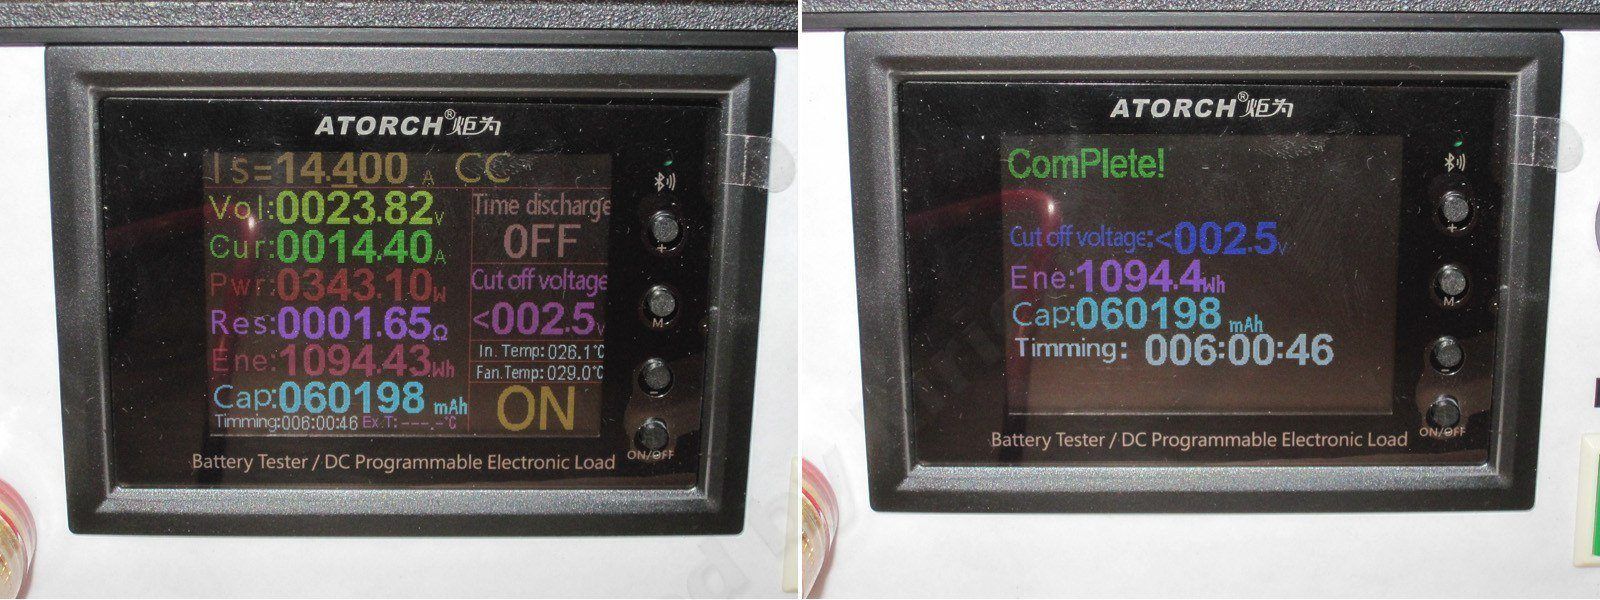 ATORCH® 炬为
Is=14.400 A CC
Vol:0023.82V
Cur:0014.40A
Pwr:0343.10W
Res:0001.65Ω
Ene:1094.43Wh
Cap:060198 mAh
Timming:006:00:46 Ex.T:---.-°C
Time discharge
OFF
Cut off voltage
<002.5V
In. Temp:026.1°C
Fan.Temp:029.0°C
ON
+
M
ON/OFF
Battery Tester / DC Programmable Electronic Load
ATORCH® 炬为
ComPlete!
Cut off voltage:<002.5V
Ene:1094.4Wh
Cap:060198 mAh
Timming: 006:00:46
+
M
-
ON/OFF
Battery Tester / DC Programmable Electronic Load